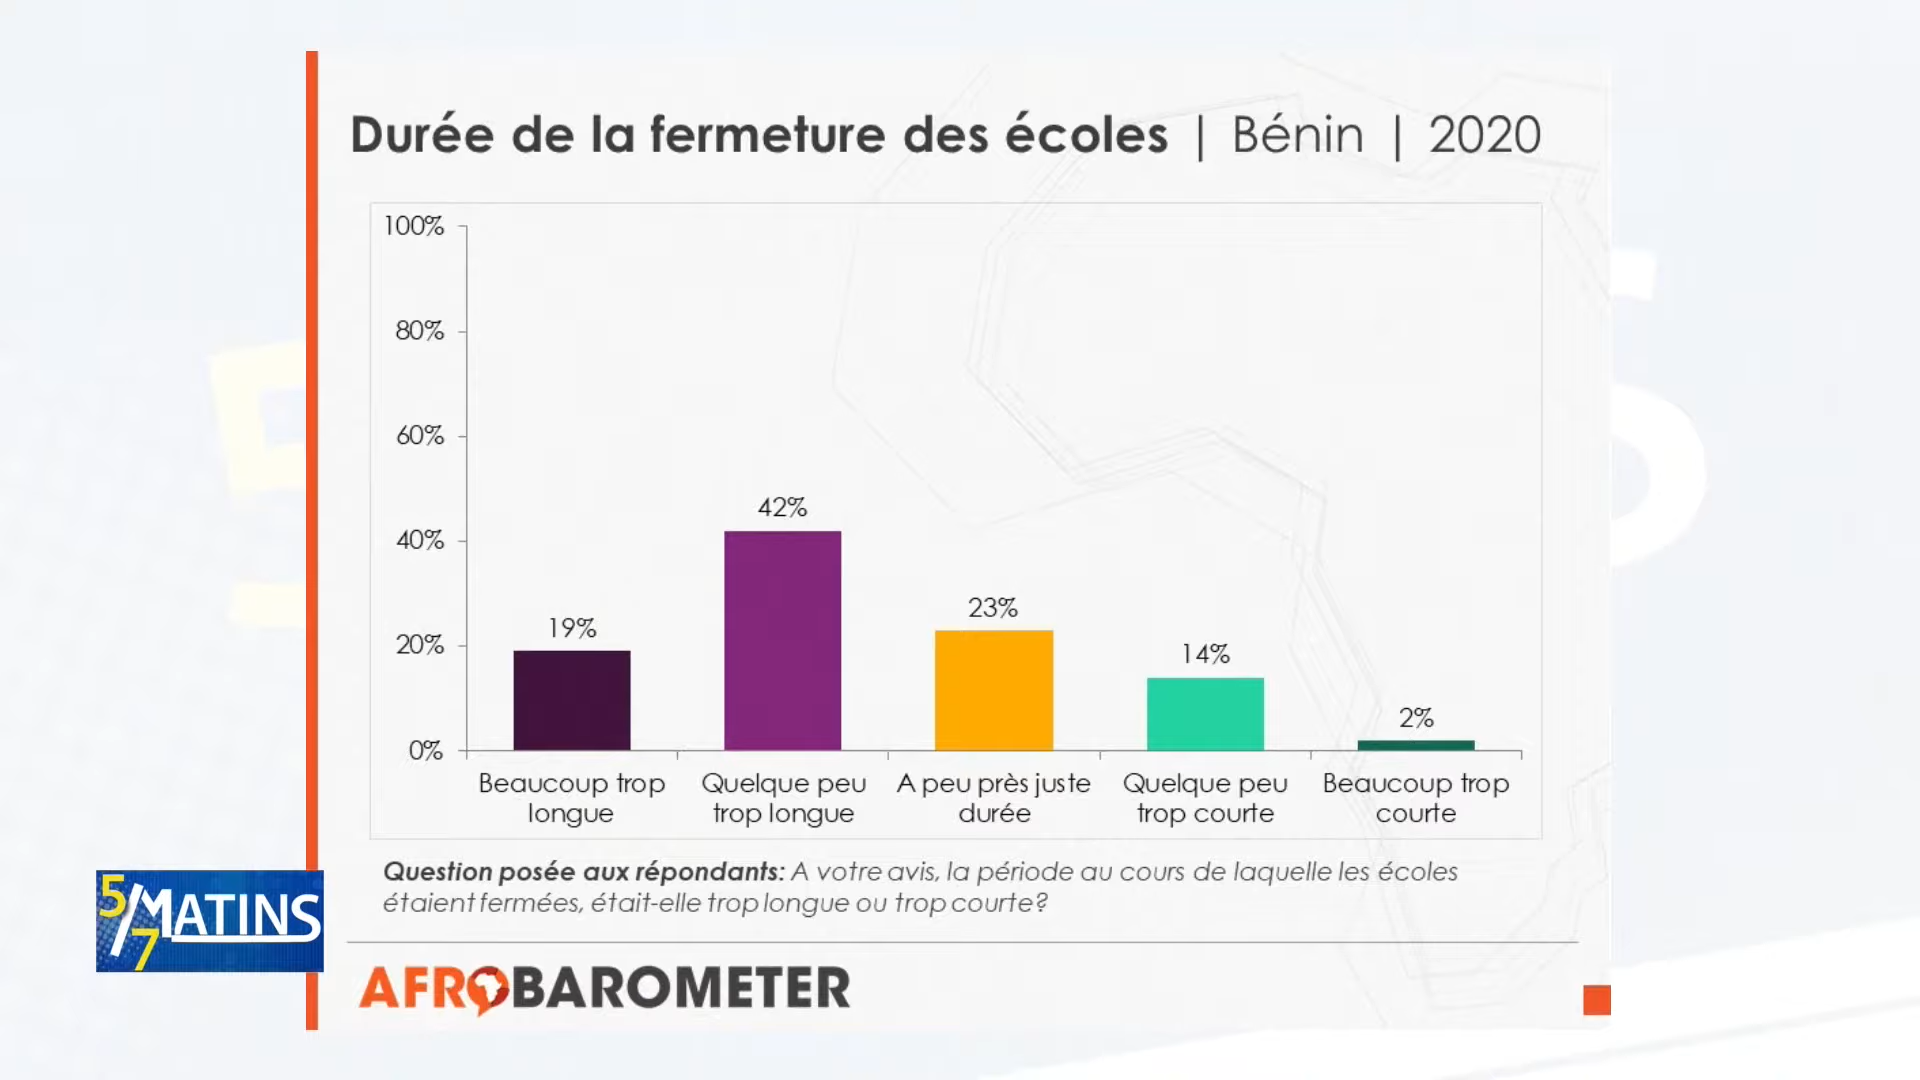 Durée de la fermeture des écoles | Bénin | 2020
100%
80%
60%
40%
20%
0%
19%
42%
23%
14%
2%
Beaucoup trop
longue
Quelque peu
trop longue
A peu près juste
durée
Quelque peu
trop courte
Beaucoup trop
courte
Question posée aux répondants: A votre avis, la période au cours de laquelle les écoles
étaient fermées, était-elle trop longue ou trop courte?
5/7 MATINS
AFROBAROMETER